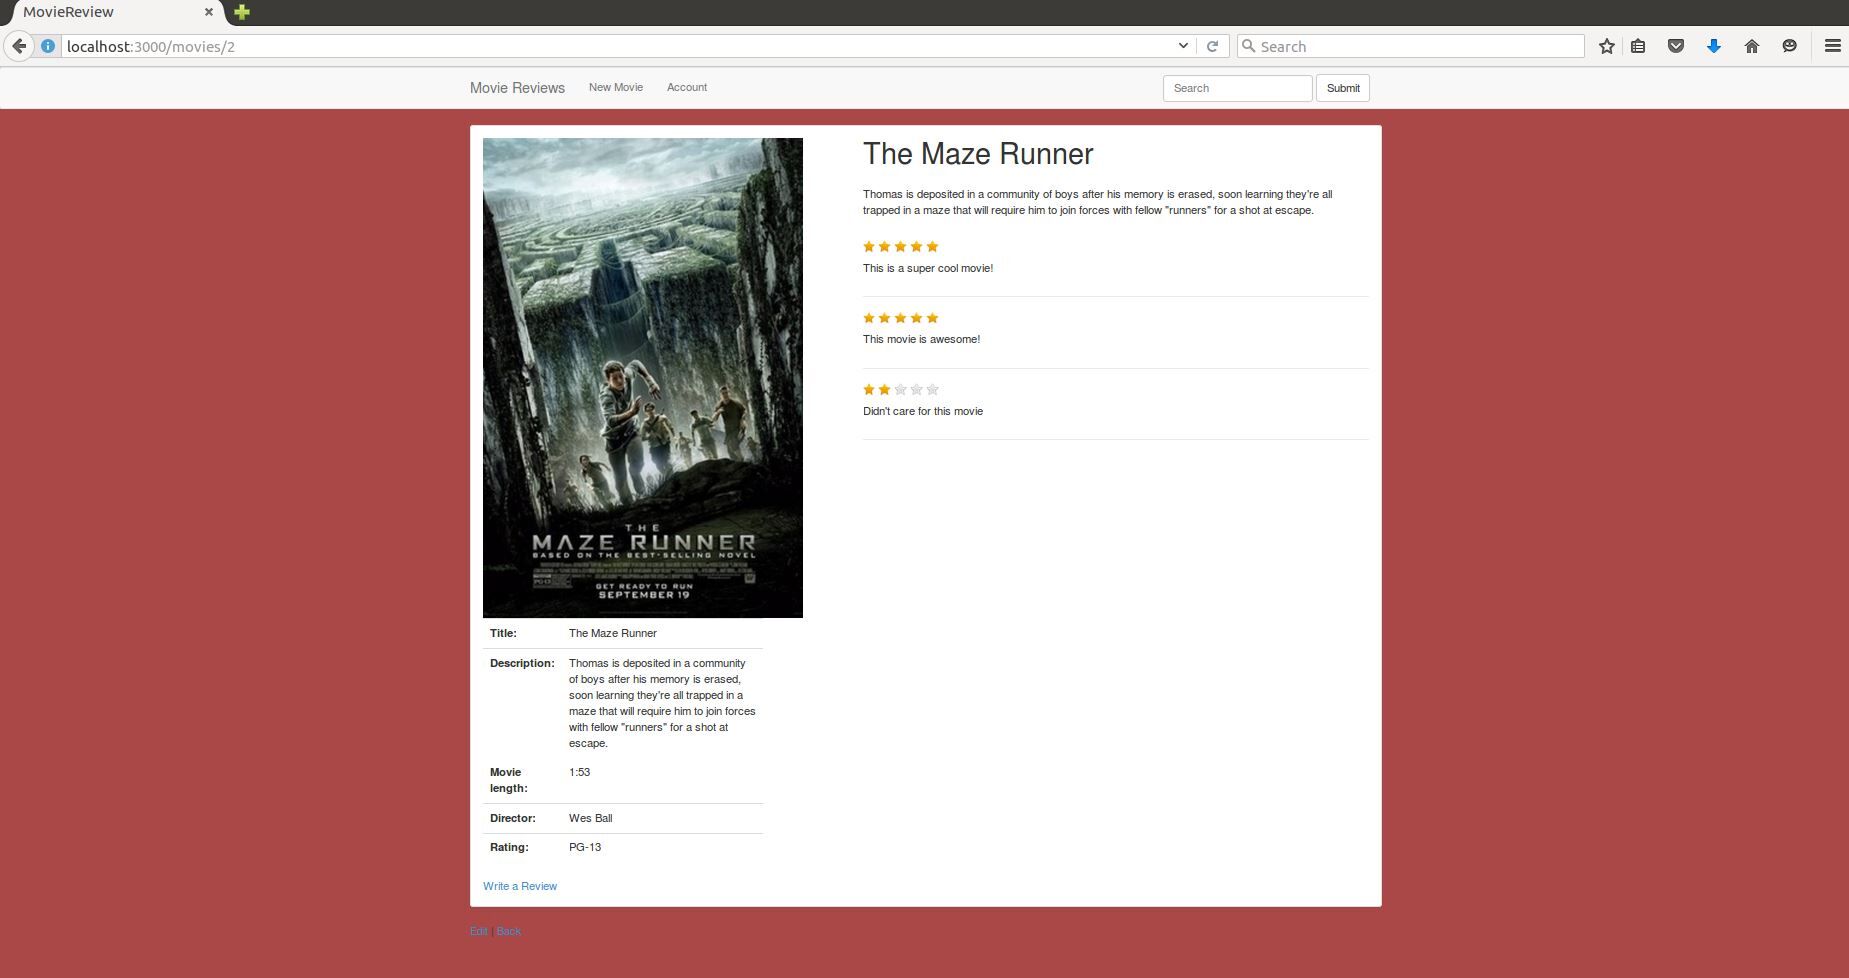 MovieReview
localhost:3000/movies/2
Search
Movie Reviews
New Movie
Account
Search
Submit
The Maze Runner
Thomas is deposited in a community of boys after his memory is erased, soon learning they're all
trapped in a maze that will require him to join forces with fellow "runners" for a shot at escape.
This is a super cool movie!
This movie is awesome!
Didn't care for this movie
THE
MAZE RUNNER
BASED ON THE BEST-SELLING NOVEL
PG-13
GET READY TO RUN
SEPTEMBER 19
Title: The Maze Runner
Description: Thomas is deposited in a community
of boys after his memory is erased,
soon learning they're all trapped in a
maze that will require him to join forces
with fellow "runners" for a shot at
escape.
Movie length: 1:53
Director: Wes Ball
Rating: PG-13
Write a Review
Edit | Back